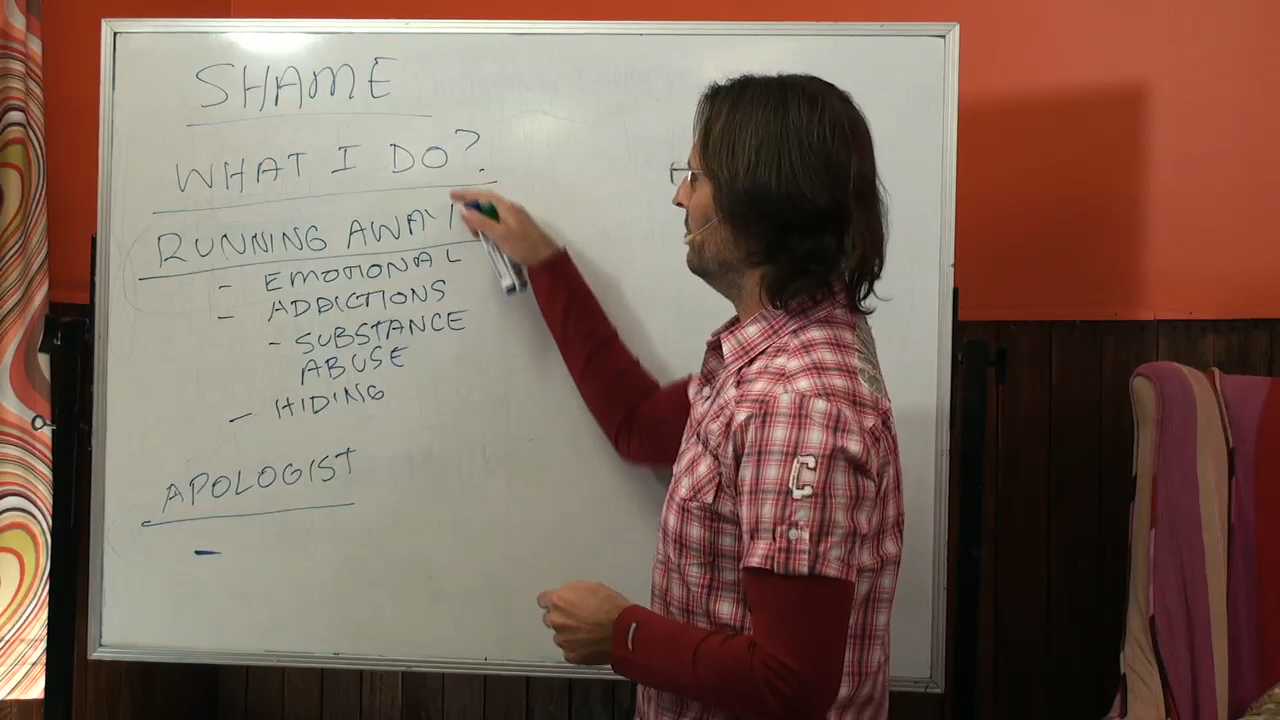 SHAME
WHAT I DO?
RUNNING AWAY
- EMOTIONAL
- ADDICTIONS
- SUBSTANCE
ABUSE
- HIDING
APOLOGIST
-
C